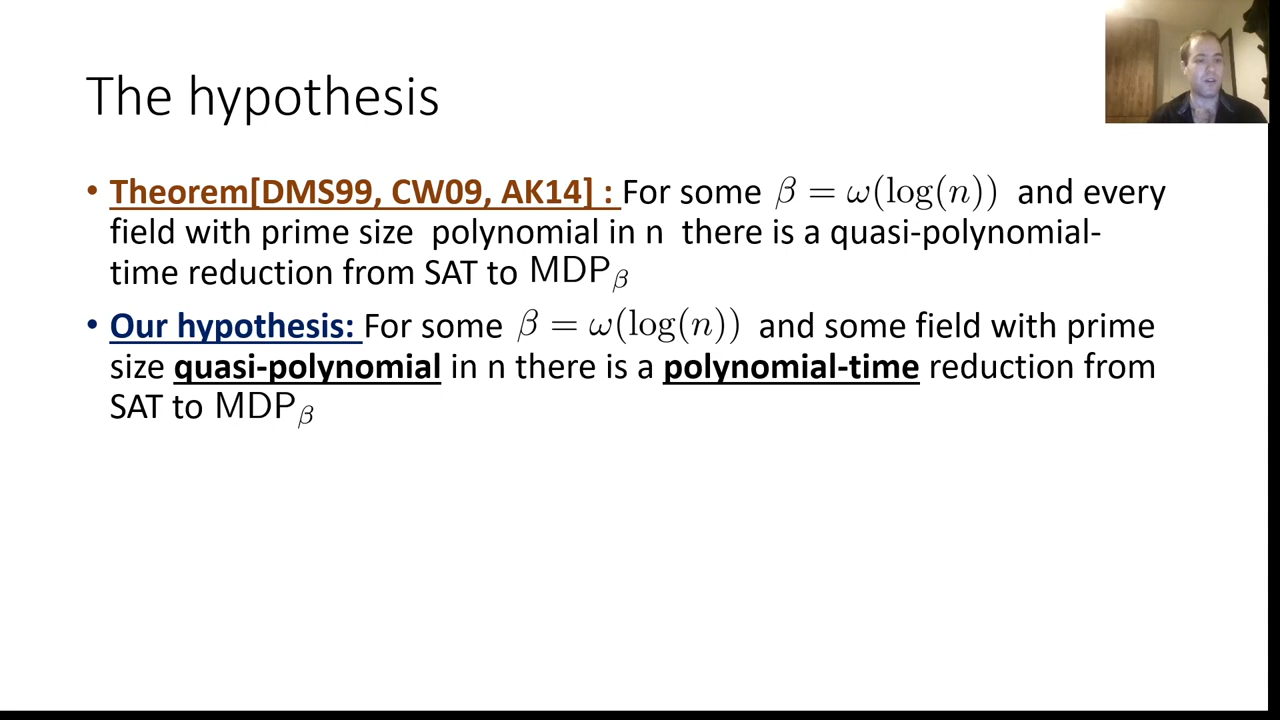 The hypothesis
• Theorem[DMS99, CW09, AK14] : For some β = ω(log(n)) and every
field with prime size polynomial in n there is a quasi-polynomial-
time reduction from SAT to MDP_β
• Our hypothesis: For some β = ω(log(n)) and some field with prime
size quasi-polynomial in n there is a polynomial-time reduction from
SAT to MDP_β